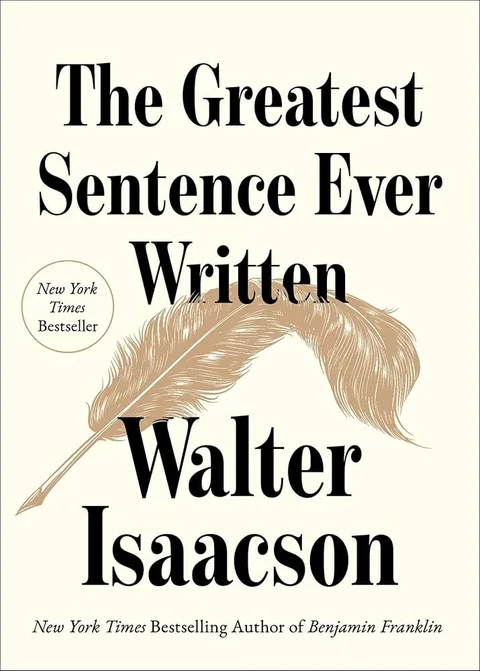 The Greatest
Sentence Ever
Written
New York
Times
Bestseller
Walter
Isaacson
New York Times Bestselling Author of Benjamin Franklin